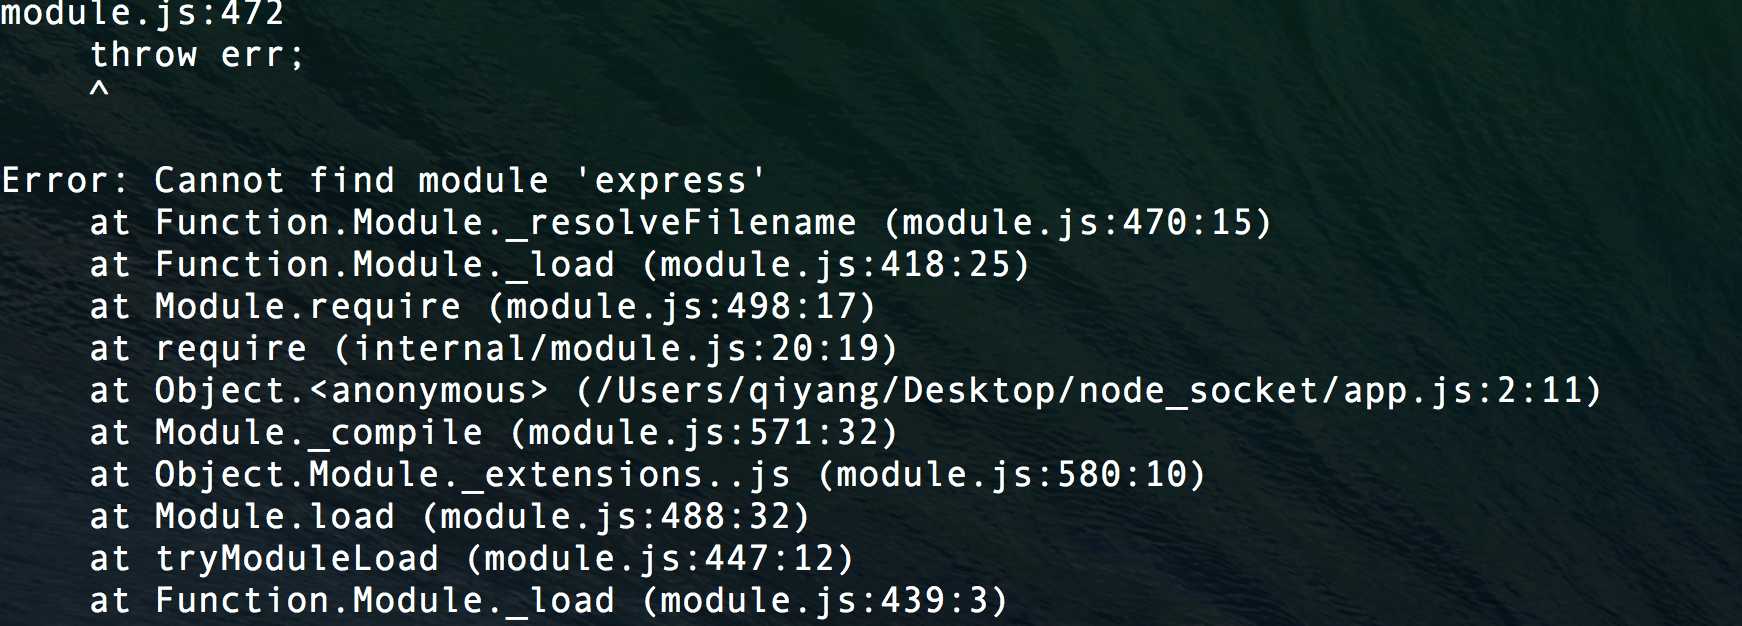 module.js:472
    throw err;
    ^
Error: Cannot find module 'express'
    at Function.Module._resolveFilename (module.js:470:15)
    at Function.Module._load (module.js:418:25)
    at Module.require (module.js:498:17)
    at require (internal/module.js:20:19)
    at Object.<anonymous> (/Users/qiyang/Desktop/node_socket/app.js:2:11)
    at Module._compile (module.js:571:32)
    at Object.Module._extensions..js (module.js:580:10)
    at Module.load (module.js:488:32)
    at tryModuleLoad (module.js:447:12)
    at Function.Module._load (module.js:439:3)